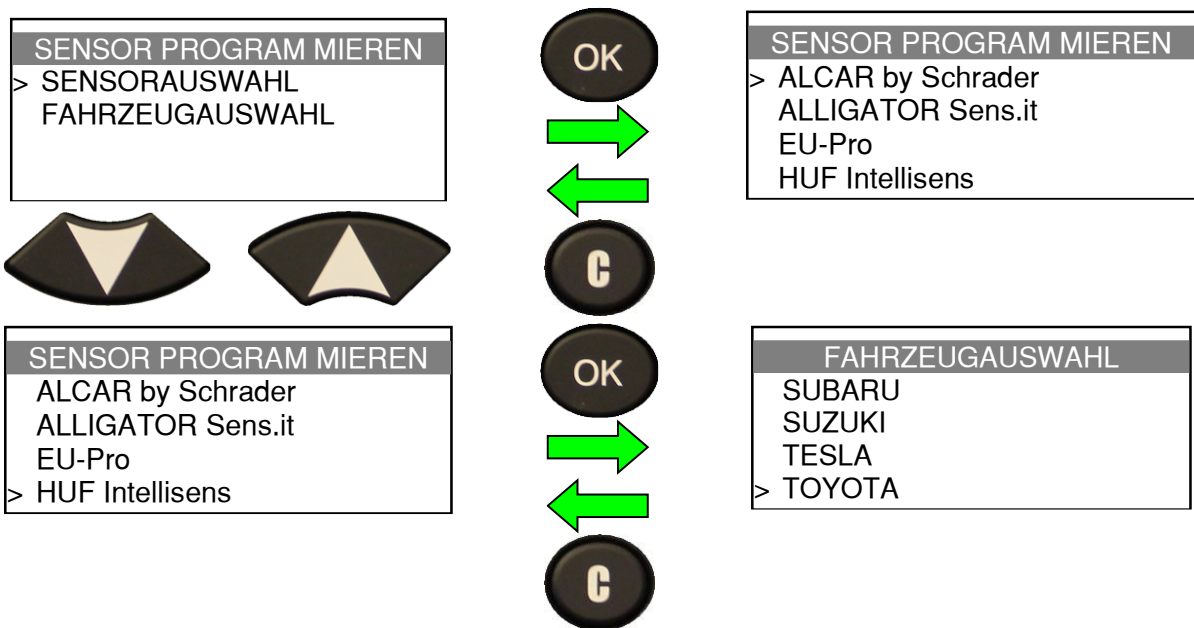 SENSOR PROGRAM MIEREN
> SENSORAUSWAHL
FAHRZEUGAUSWAHL
OK
C
SENSOR PROGRAM MIEREN
> ALCAR by Schrader
ALLIGATOR Sens.it
EU-Pro
HUF Intellisens
SENSOR PROGRAM MIEREN
ALCAR by Schrader
ALLIGATOR Sens.it
EU-Pro
> HUF Intellisens
OK
C
FAHRZEUGAUSWAHL
SUBARU
SUZUKI
TESLA
> TOYOTA